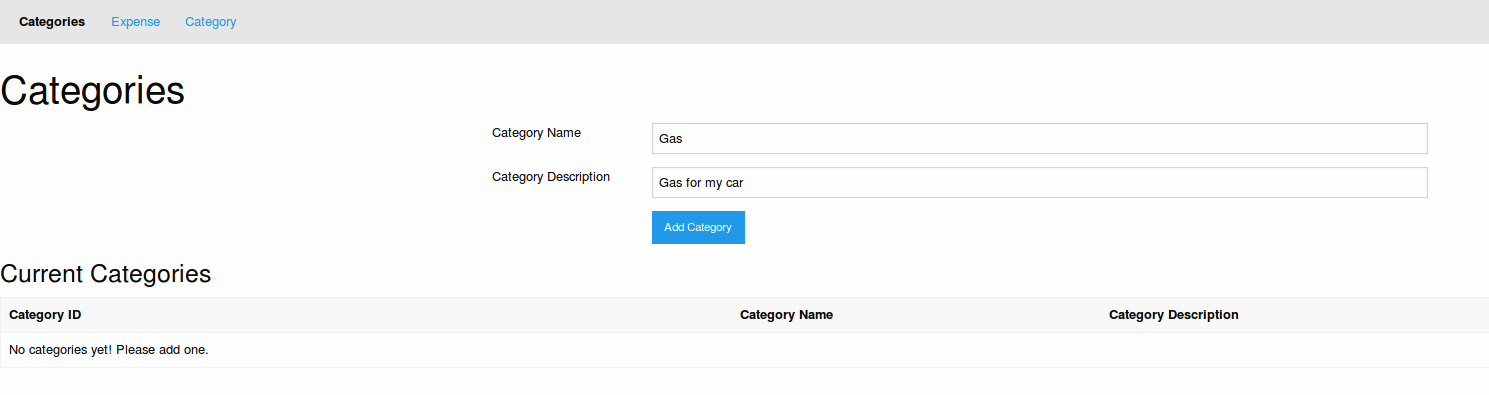 Categories Expense Category
Categories
Category Name Gas
Category Description Gas for my car
Add Category
Current Categories
Category ID Category Name Category Description
No categories yet! Please add one.